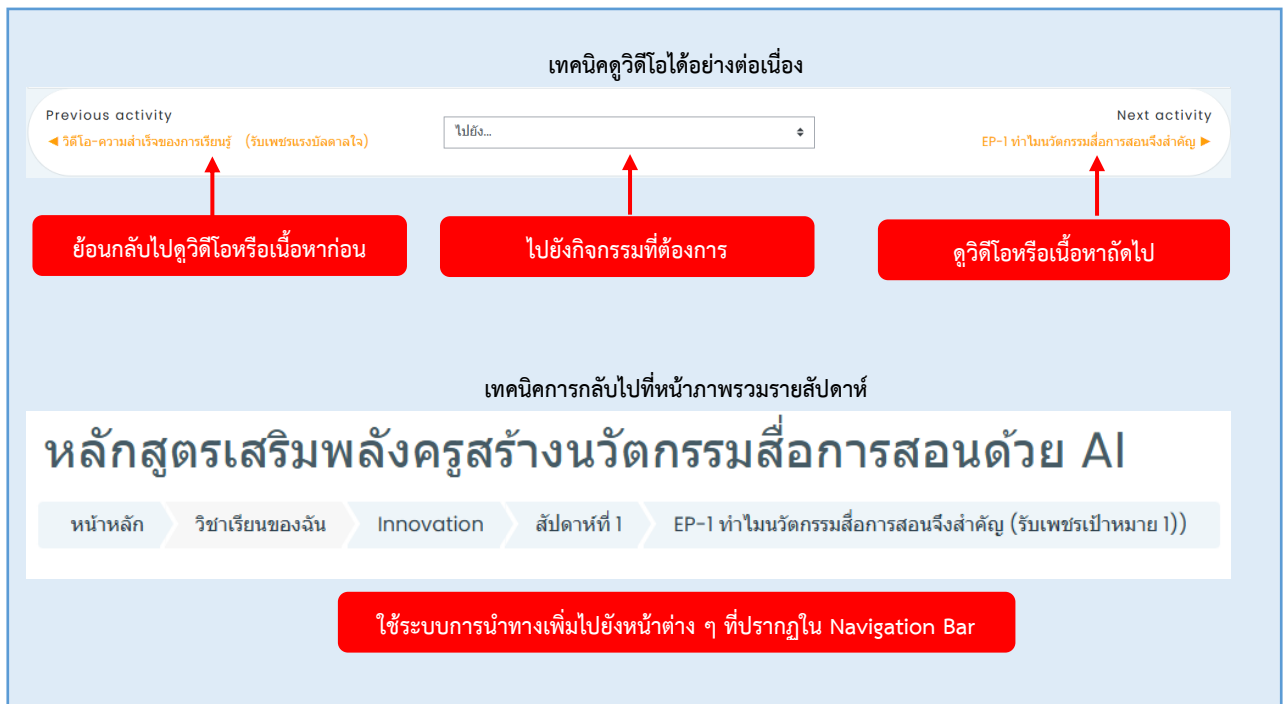 เทคนิคดูวิดีโอได้อย่างต่อเนื่อง
Previous activity
◄ วิดีโอ-ความสำเร็จของการเรียนรู้ (รับเพชรแรงบัลดาลใจ)
ไปยัง...
Next activity
EP-1 ทำไมนวัตกรรมสื่อการสอนจึงสำคัญ ►
ย้อนกลับไปดูวิดีโอหรือเนื้อหาก่อน
ไปยังกิจกรรมที่ต้องการ
ดูวิดีโอหรือเนื้อหาถัดไป
เทคนิคการกลับไปที่หน้าภาพรวมรายสัปดาห์
หลักสูตรเสริมพลังครูสร้างนวัตกรรมสื่อการสอนด้วย AI
หน้าหลัก วิชาเรียนของฉัน Innovation สัปดาห์ที่ 1 EP-1 ทำไมนวัตกรรมสื่อการสอนจึงสำคัญ (รับเพชรเป้าหมาย 1))
ใช้ระบบการนำทางเพิ่มไปยังหน้าต่าง ๆ ที่ปรากฏใน Navigation Bar